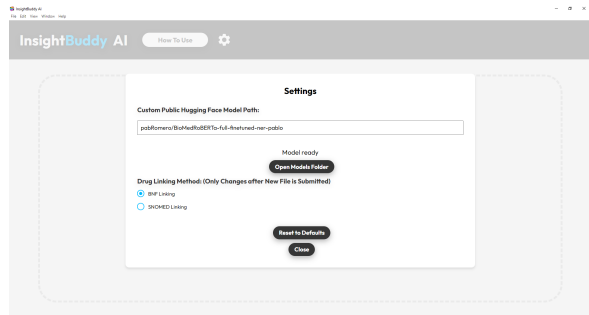 InsightBuddy AI
File Edit View Window Help
InsightBuddy AI How To Use
Settings
Custom Public Hugging Face Model Path:
pabRomero/BioMedRoBERTa-full-finetuned-ner-pablo
Model ready
Open Models Folder
Drug Linking Method: (Only Changes after New File is Submitted)
BNF Linking
SNOMED Linking
Reset to Defaults
Close